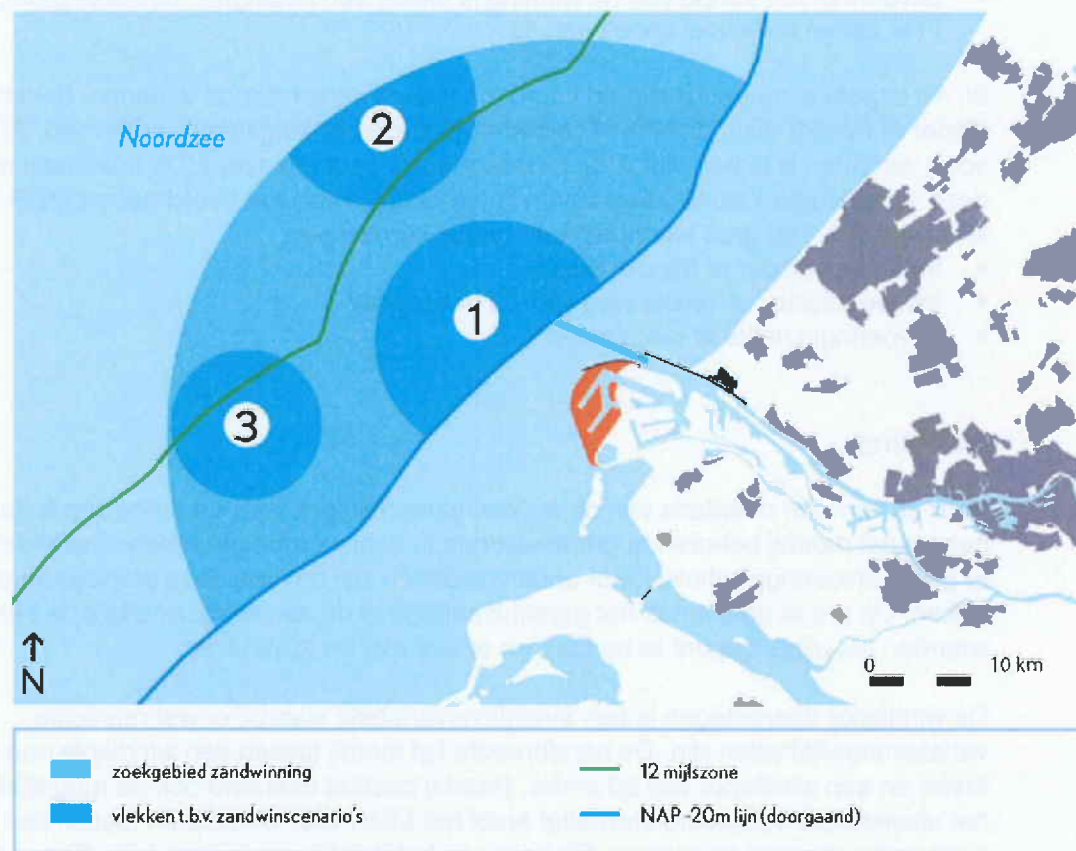 Noordzee
2
1
3
N
0 10 km
zoekgebied zandwinning
12 mijlszone
vlekken t.b.v. zandwinscenario's
NAP -20m lijn (doorgaand)